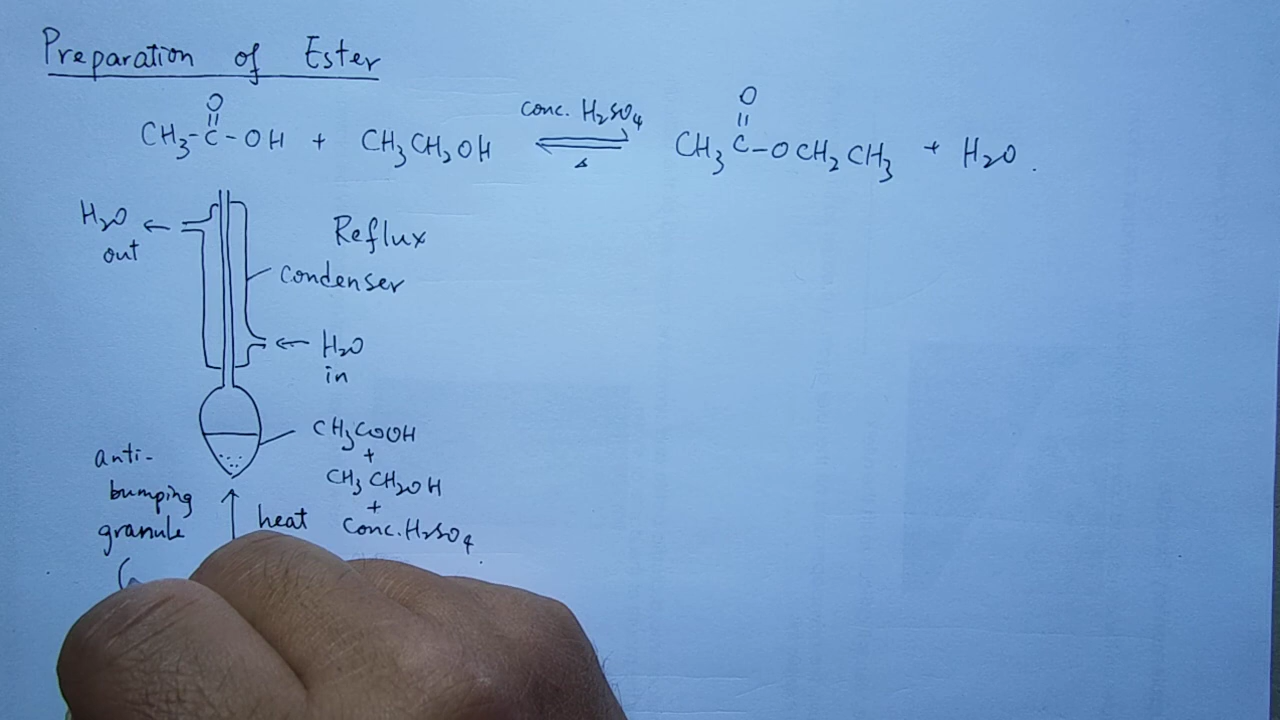 Preparation of Ester
O
CH₃-C-OH + CH₃CH₂OH ⇌ CH₃C-OCH₂CH₃ + H₂O.
conc. H₂SO₄
Δ
O
H₂O
out
Reflux
condenser
H₂O
in
CH₃COOH
+
CH₃CH₂OH
+
Conc. H₂SO₄.
anti-
bumping
granule
(
heat